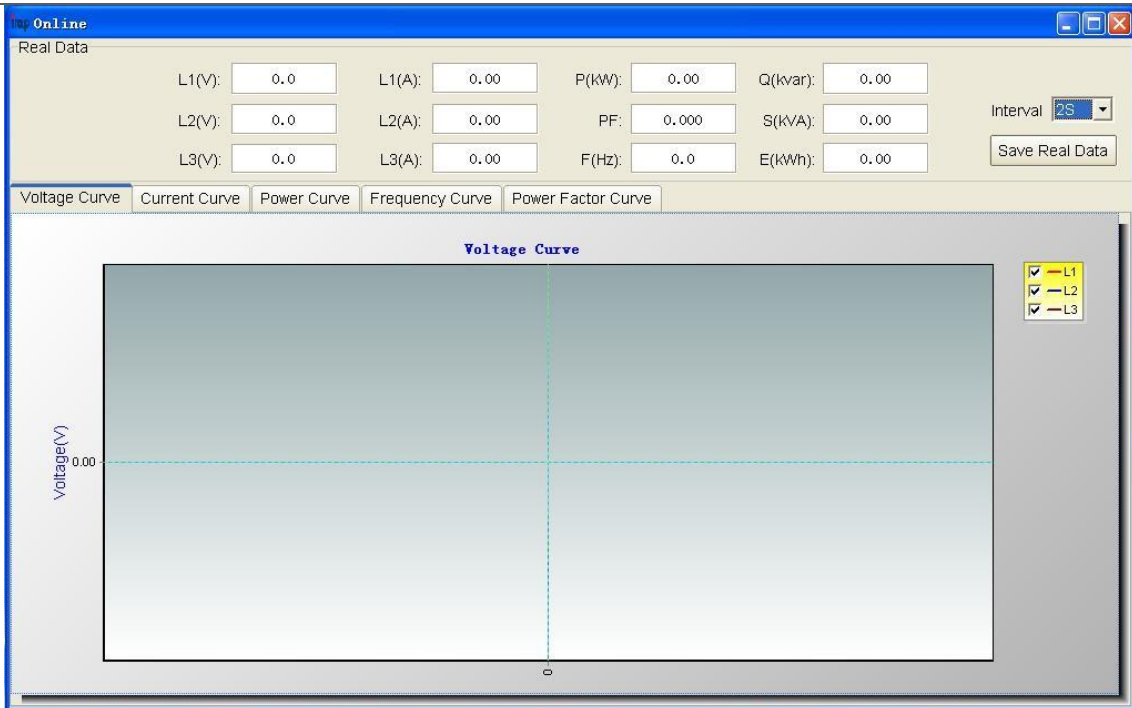 Online
Real Data
L1(V): 0.0 L1(A): 0.00 P(kW): 0.00 Q(kvar): 0.00
L2(V): 0.0 L2(A): 0.00 PF: 0.000 S(kVA): 0.00
Interval 2S
L3(V): 0.0 L3(A): 0.00 F(Hz): 0.0 E(kWh): 0.00
Save Real Data
Voltage Curve Current Curve Power Curve Frequency Curve Power Factor Curve
Voltage Curve
L1
L2
L3
Voltage(V)
0.00
0